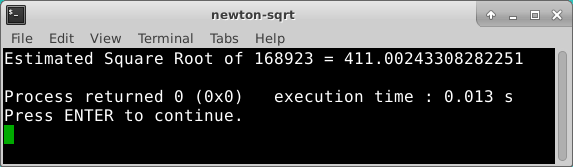 newton-sqrt
File Edit View Terminal Tabs Help
Estimated Square Root of 168923 = 411.00243308282251
Process returned 0 (0x0)   execution time : 0.013 s
Press ENTER to continue.